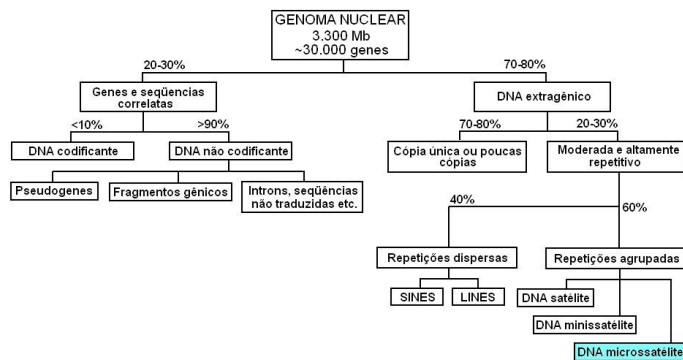 GENOMA NUCLEAR
3.300 Mb
~30.000 genes
20-30%
70-80%
Genes e seqüências
correlatas
DNA extragênico
<10%
>90%
70-80%
20-30%
DNA codificante
DNA não codificante
Cópia única ou poucas
cópias
Moderada e altamente
repetitivo
Pseudogenes
Fragmentos gênicos
Introns, seqüências
não traduzidas etc.
40%
60%
Repetições dispersas
Repetições agrupadas
SINES
LINES
DNA satélite
DNA minissatélite
DNA microssatélite